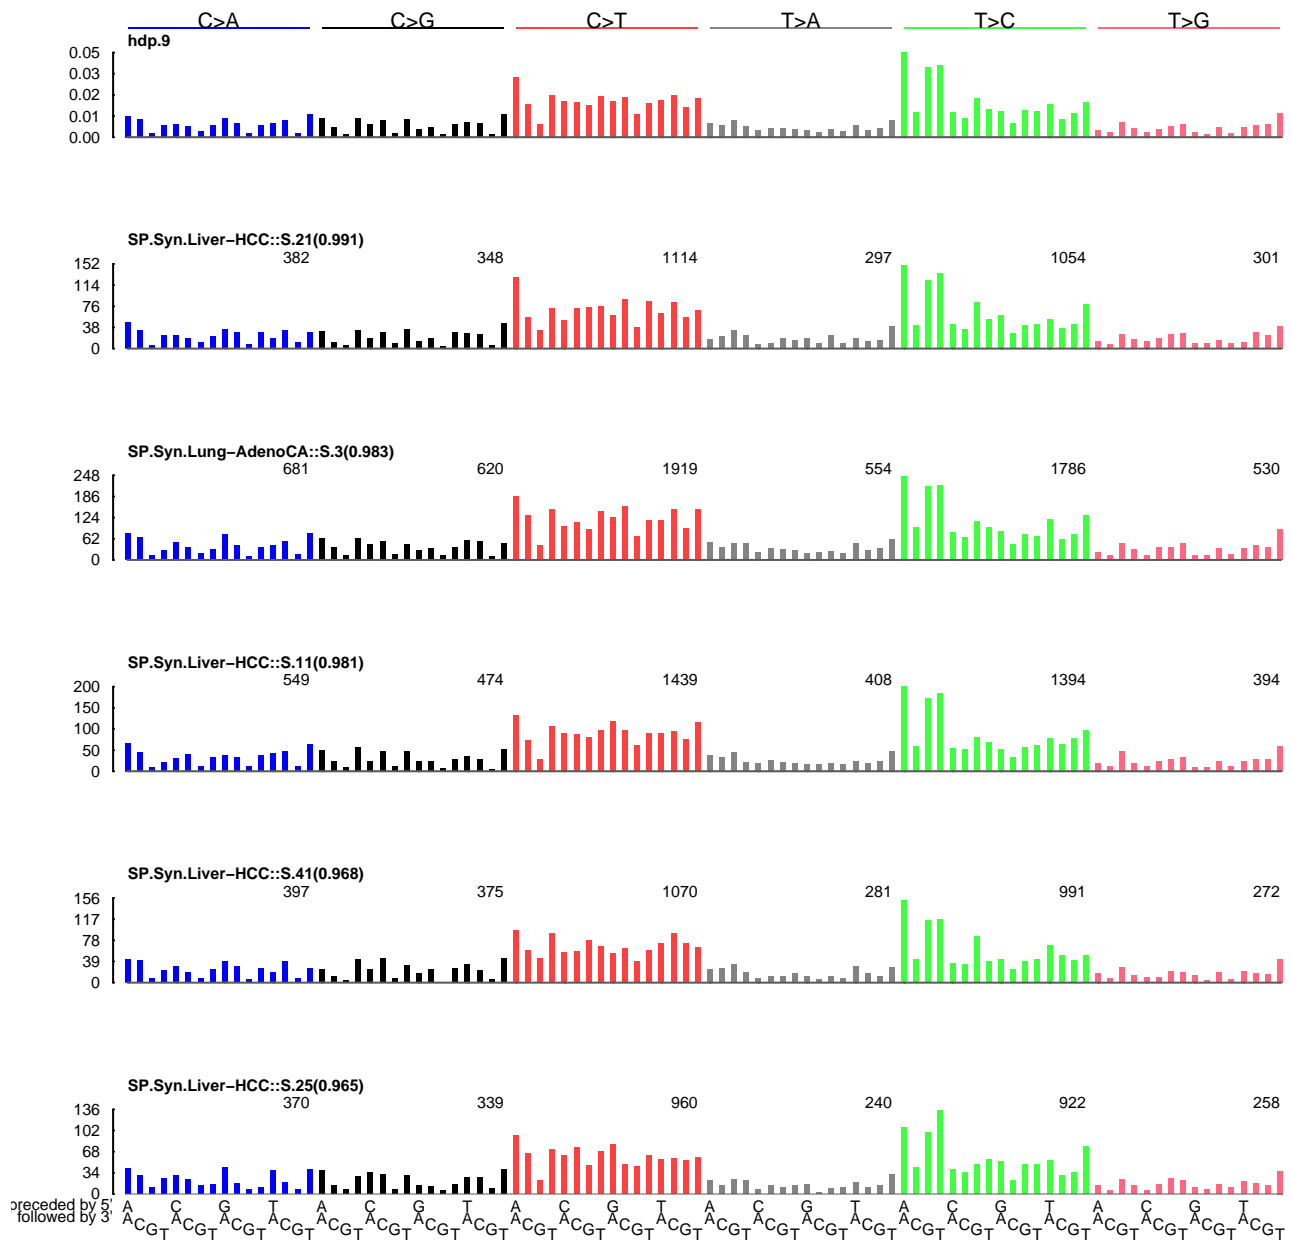 C>A C>G C>T T>A T>C T>G
hdp.9
0.05
0.03
0.02
0.01
0.00
SP.Syn.Liver−HCC::S.21(0.991)
382 348 1114 297 1054 301
152
114
76
38
0
SP.Syn.Lung−AdenoCA::S.3(0.983)
681 620 1919 554 1786 530
248
186
124
62
0
SP.Syn.Liver−HCC::S.11(0.981)
549 474 1439 408 1394 394
200
150
100
50
0
SP.Syn.Liver−HCC::S.41(0.968)
397 375 1070 281 991 272
156
117
78
39
0
SP.Syn.Liver−HCC::S.25(0.965)
370 339 960 240 922 258
136
102
68
34
0
preceded by 5' A C G T A C G T A C G T A C G T A C G T A C G T
followed by 3' A C G T A C G T A C G T A C G T A C G T A C G T A C G T A C G T A C G T A C G T A C G T A C G T A C G T A C G T A C G T A C G T A C G T A C G T A C G T A C G T A C G T A C G T A C G T A C G T